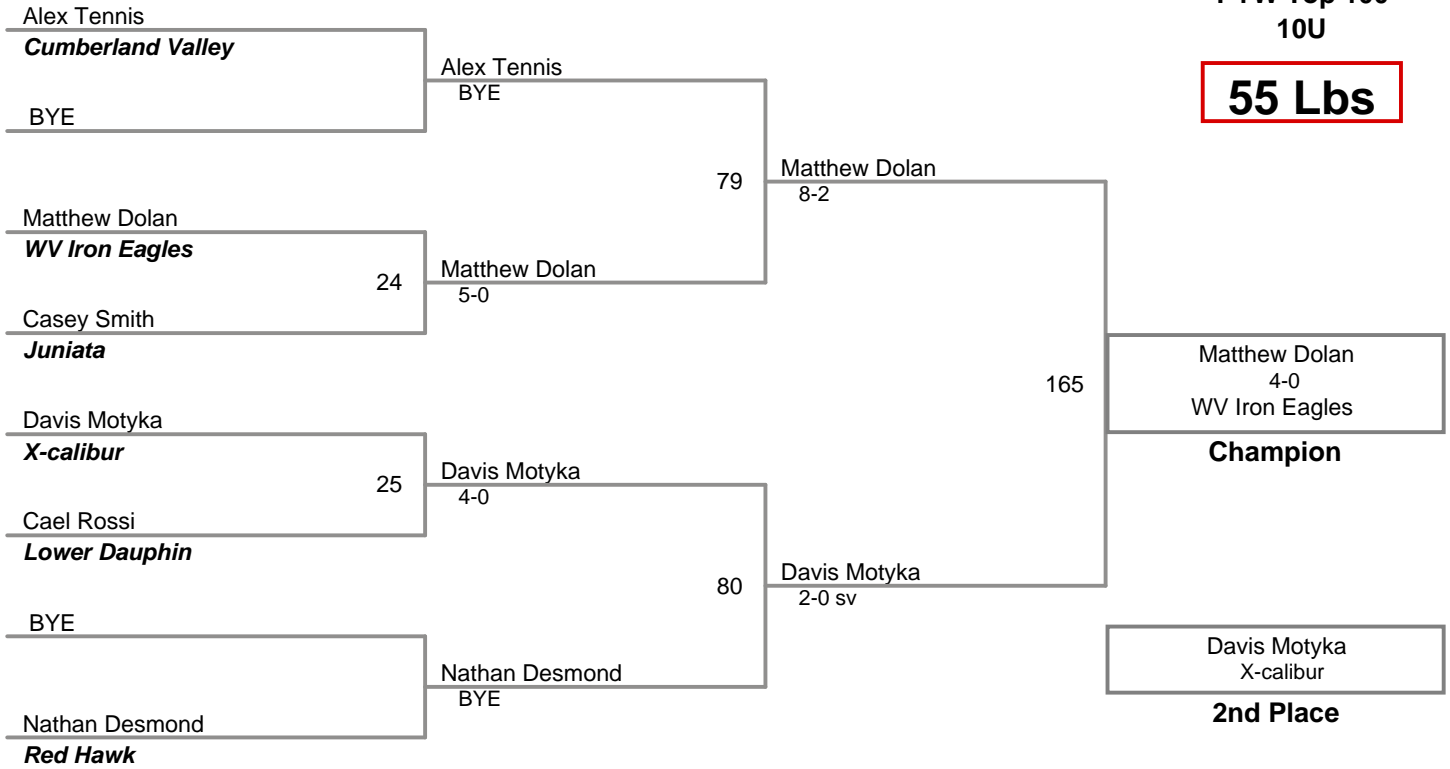 10U
55 Lbs
Alex Tennis
Cumberland Valley
BYE
Matthew Dolan
WV Iron Eagles
24
Casey Smith
Juniata
Davis Motyka
X-calibur
25
Cael Rossi
Lower Dauphin
BYE
Nathan Desmond
Red Hawk
Alex Tennis
BYE
79
Matthew Dolan
5-0
Davis Motyka
4-0
80
Nathan Desmond
BYE
Matthew Dolan
8-2
165
Davis Motyka
2-0 sv
Matthew Dolan
4-0
WV Iron Eagles
Champion
Davis Motyka
X-calibur
2nd Place